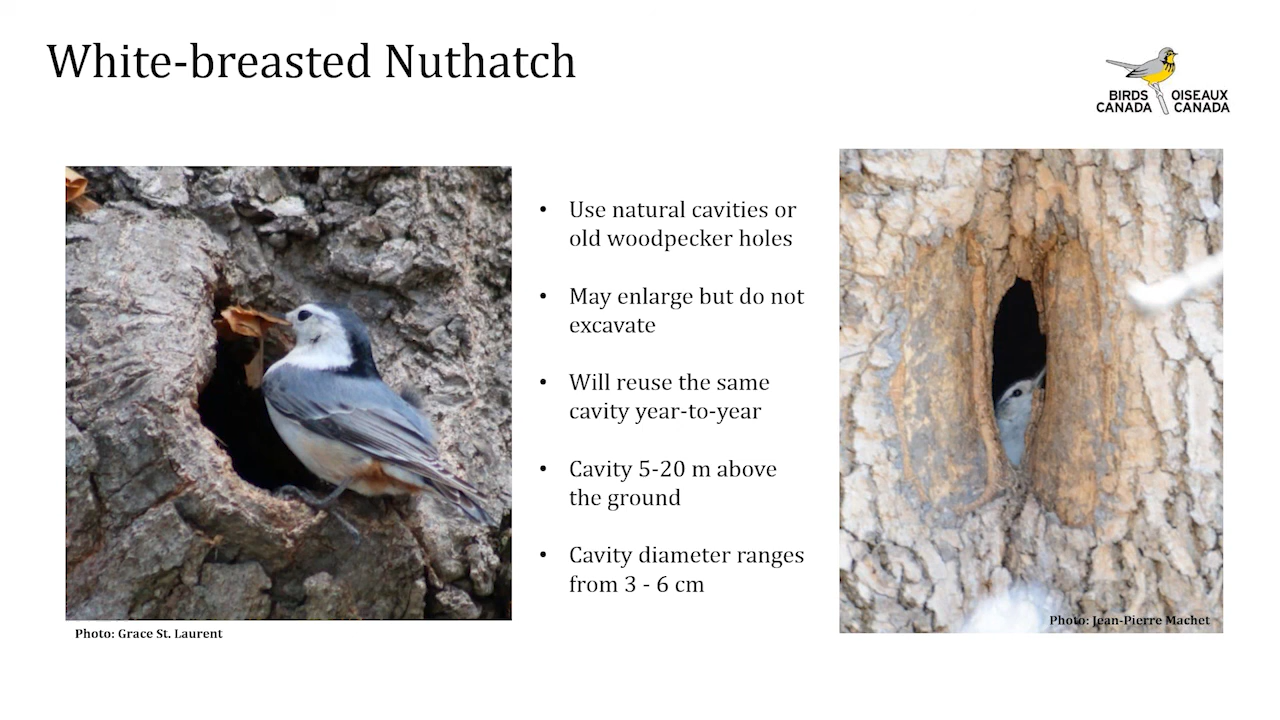 White-breasted Nuthatch
BIRDS OISEAUX
CANADA CANADA
• Use natural cavities or
old woodpecker holes
• May enlarge but do not
excavate
• Will reuse the same
cavity year-to-year
• Cavity 5-20 m above
the ground
• Cavity diameter ranges
from 3 - 6 cm
Photo: Grace St. Laurent
Photo: Jean-Pierre Machet